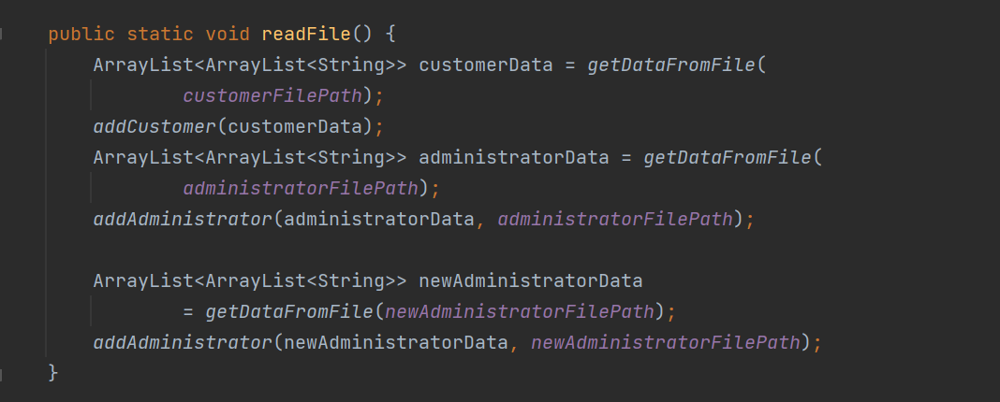 public static void readFile() {
    ArrayList<ArrayList<String>> customerData = getDataFromFile(
            customerFilePath);
    addCustomer(customerData);
    ArrayList<ArrayList<String>> administratorData = getDataFromFile(
            administratorFilePath);
    addAdministrator(administratorData, administratorFilePath);

    ArrayList<ArrayList<String>> newAdministratorData
            = getDataFromFile(newAdministratorFilePath);
    addAdministrator(newAdministratorData, newAdministratorFilePath);
}